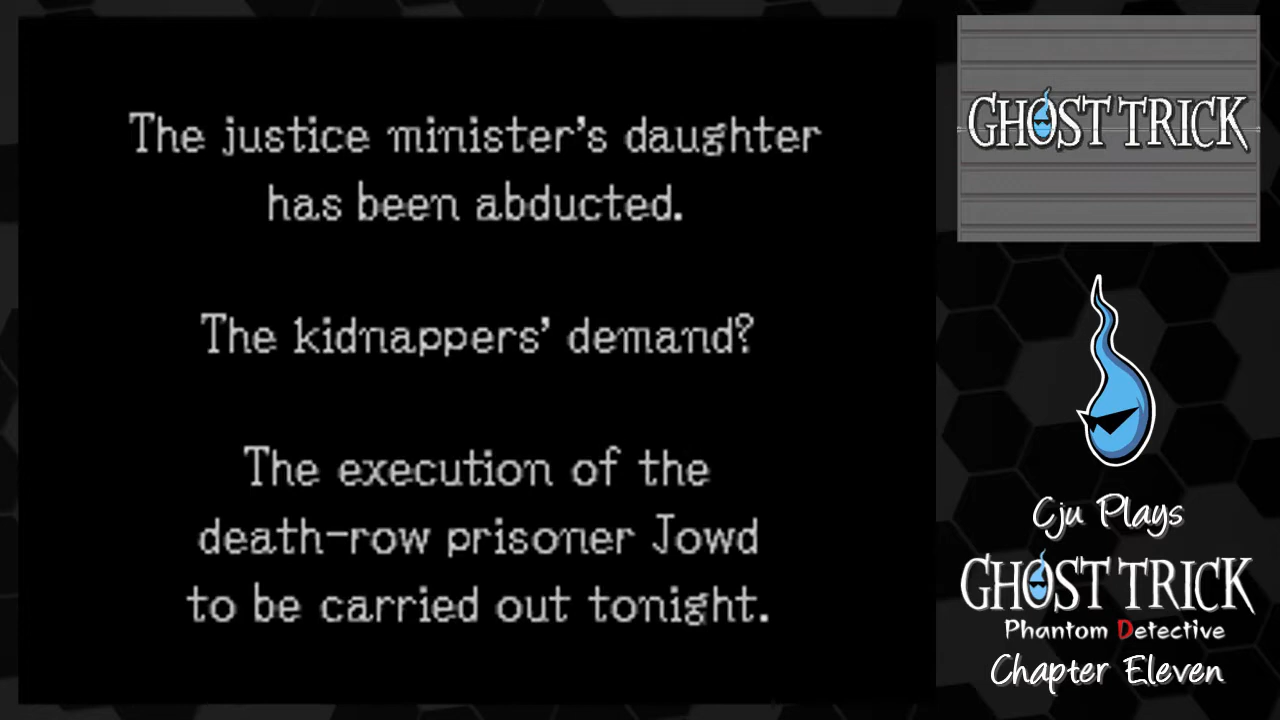 The justice minister's daughter
has been abducted.
The kidnappers' demand?
The execution of the
death-row prisoner Jowd
to be carried out tonight.
GHOST TRICK
Cju Plays
GHOST TRICK
Phantom Detective
Chapter Eleven